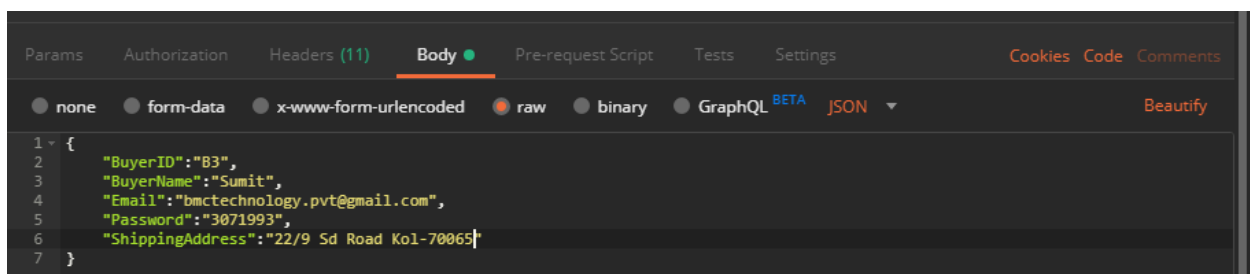 Params Authorization Headers (11) Body Pre-request Script Tests Settings Cookies Code Comments
none form-data x-www-form-urlencoded raw binary GraphQL BETA JSON Beautify
1 {
2 "BuyerID":"B3",
3 "BuyerName":"Sumit",
4 "Email":"bmctechnology.pvt@gmail.com",
5 "Password":"3071993",
6 "ShippingAddress":"22/9 Sd Road Kol-70065"
7 }